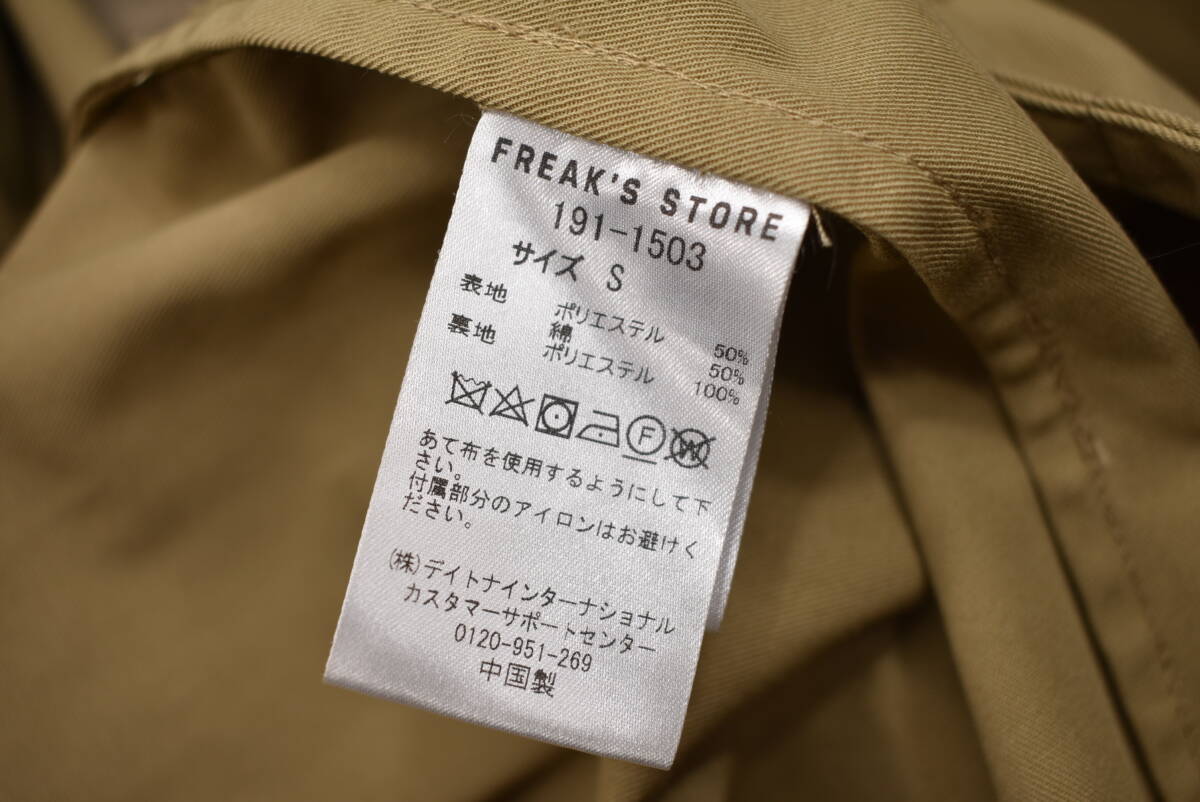 FREAK'S STORE
191-1503
サイズ S
表地 ポリエステル 50%
綿 50%
裏地 ポリエステル 100%
F W
あて布を使用するようにして下
さい。
付属部分のアイロンはお避けく
ださい。
(株)デイトナインターナショナル
カスタマーサポートセンター
0120-951-269
中国製